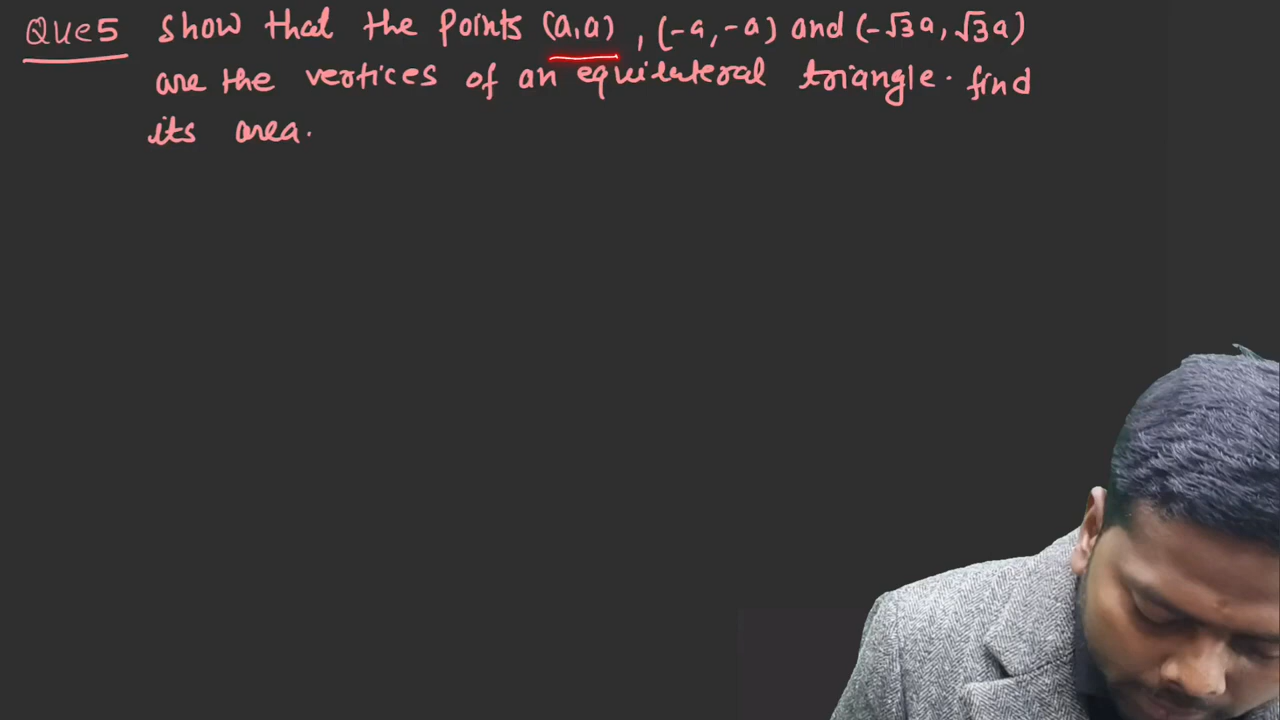 Que5 Show that the Points (a,a) , (-a,-a) and (-√3a, √3a)
are the vertices of an equilateral triangle. find
its area.